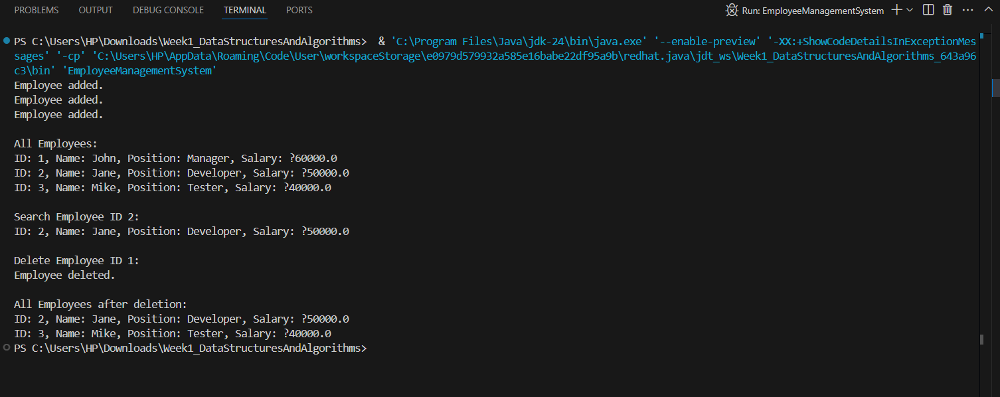 PROBLEMS OUTPUT DEBUG CONSOLE TERMINAL PORTS Run: EmployeeManagementSystem
PS C:\Users\HP\Downloads\Week1_DataStructuresAndAlgorithms>  & 'C:\Program Files\Java\jdk-24\bin\java.exe' '--enable-preview' '-XX:+ShowCodeDetailsInExceptionMes
sages' '-cp' 'C:\Users\HP\AppData\Roaming\Code\User\workspaceStorage\e0979d579932a585e16babe22df95a9b\redhat.java\jdt_ws\Week1_DataStructuresAndAlgorithms_643a96
c3\bin' 'EmployeeManagementSystem'
Employee added.
Employee added.
Employee added.
All Employees:
ID: 1, Name: John, Position: Manager, Salary: ?60000.0
ID: 2, Name: Jane, Position: Developer, Salary: ?50000.0
ID: 3, Name: Mike, Position: Tester, Salary: ?40000.0
Search Employee ID 2:
ID: 2, Name: Jane, Position: Developer, Salary: ?50000.0
Delete Employee ID 1:
Employee deleted.
All Employees after deletion:
ID: 2, Name: Jane, Position: Developer, Salary: ?50000.0
ID: 3, Name: Mike, Position: Tester, Salary: ?40000.0
PS C:\Users\HP\Downloads\Week1_DataStructuresAndAlgorithms>